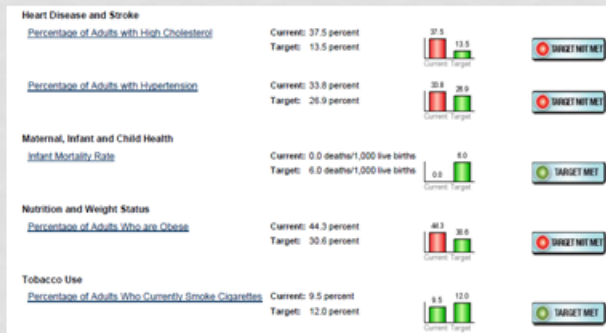 Heart Disease and Stroke
Percentage of Adults with High Cholesterol
Current: 37.5 percent
Target: 13.5 percent
37.5
13.5
Current Target
TARGET NOT MET
Percentage of Adults with Hypertension
Current: 33.8 percent
Target: 26.9 percent
33.8
26.9
Current Target
TARGET NOT MET
Maternal, Infant and Child Health
Infant Mortality Rate
Current: 0.0 deaths/1,000 live births
Target: 6.0 deaths/1,000 live births
0.0
6.0
Current Target
TARGET MET
Nutrition and Weight Status
Percentage of Adults Who are Obese
Current: 44.3 percent
Target: 30.6 percent
44.3
30.6
Current Target
TARGET NOT MET
Tobacco Use
Percentage of Adults Who Currently Smoke Cigarettes
Current: 9.5 percent
Target: 12.0 percent
9.5
12.0
Current Target
TARGET MET